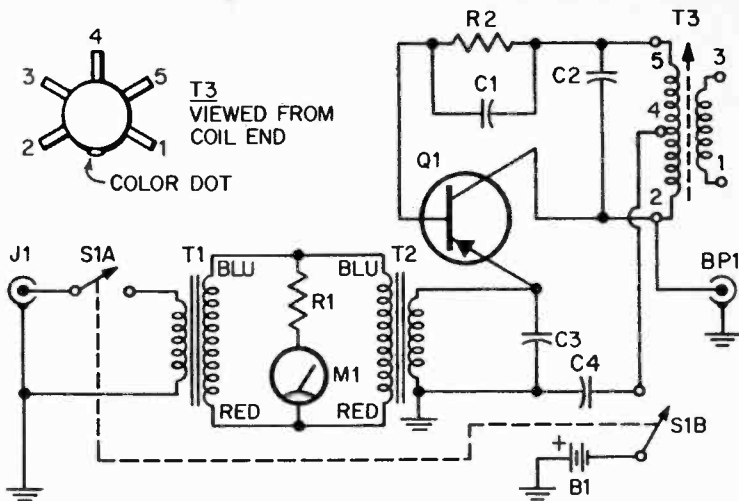 4
3
5
2
1
T3
VIEWED FROM
COIL END
COLOR DOT
R2
C1
C2
T3
5
4
3
2
1
Q1
J1
S1A
T1
BLU
BLU
T2
R1
M1
RED
RED
C3
C4
BP1
S1B
+
B1